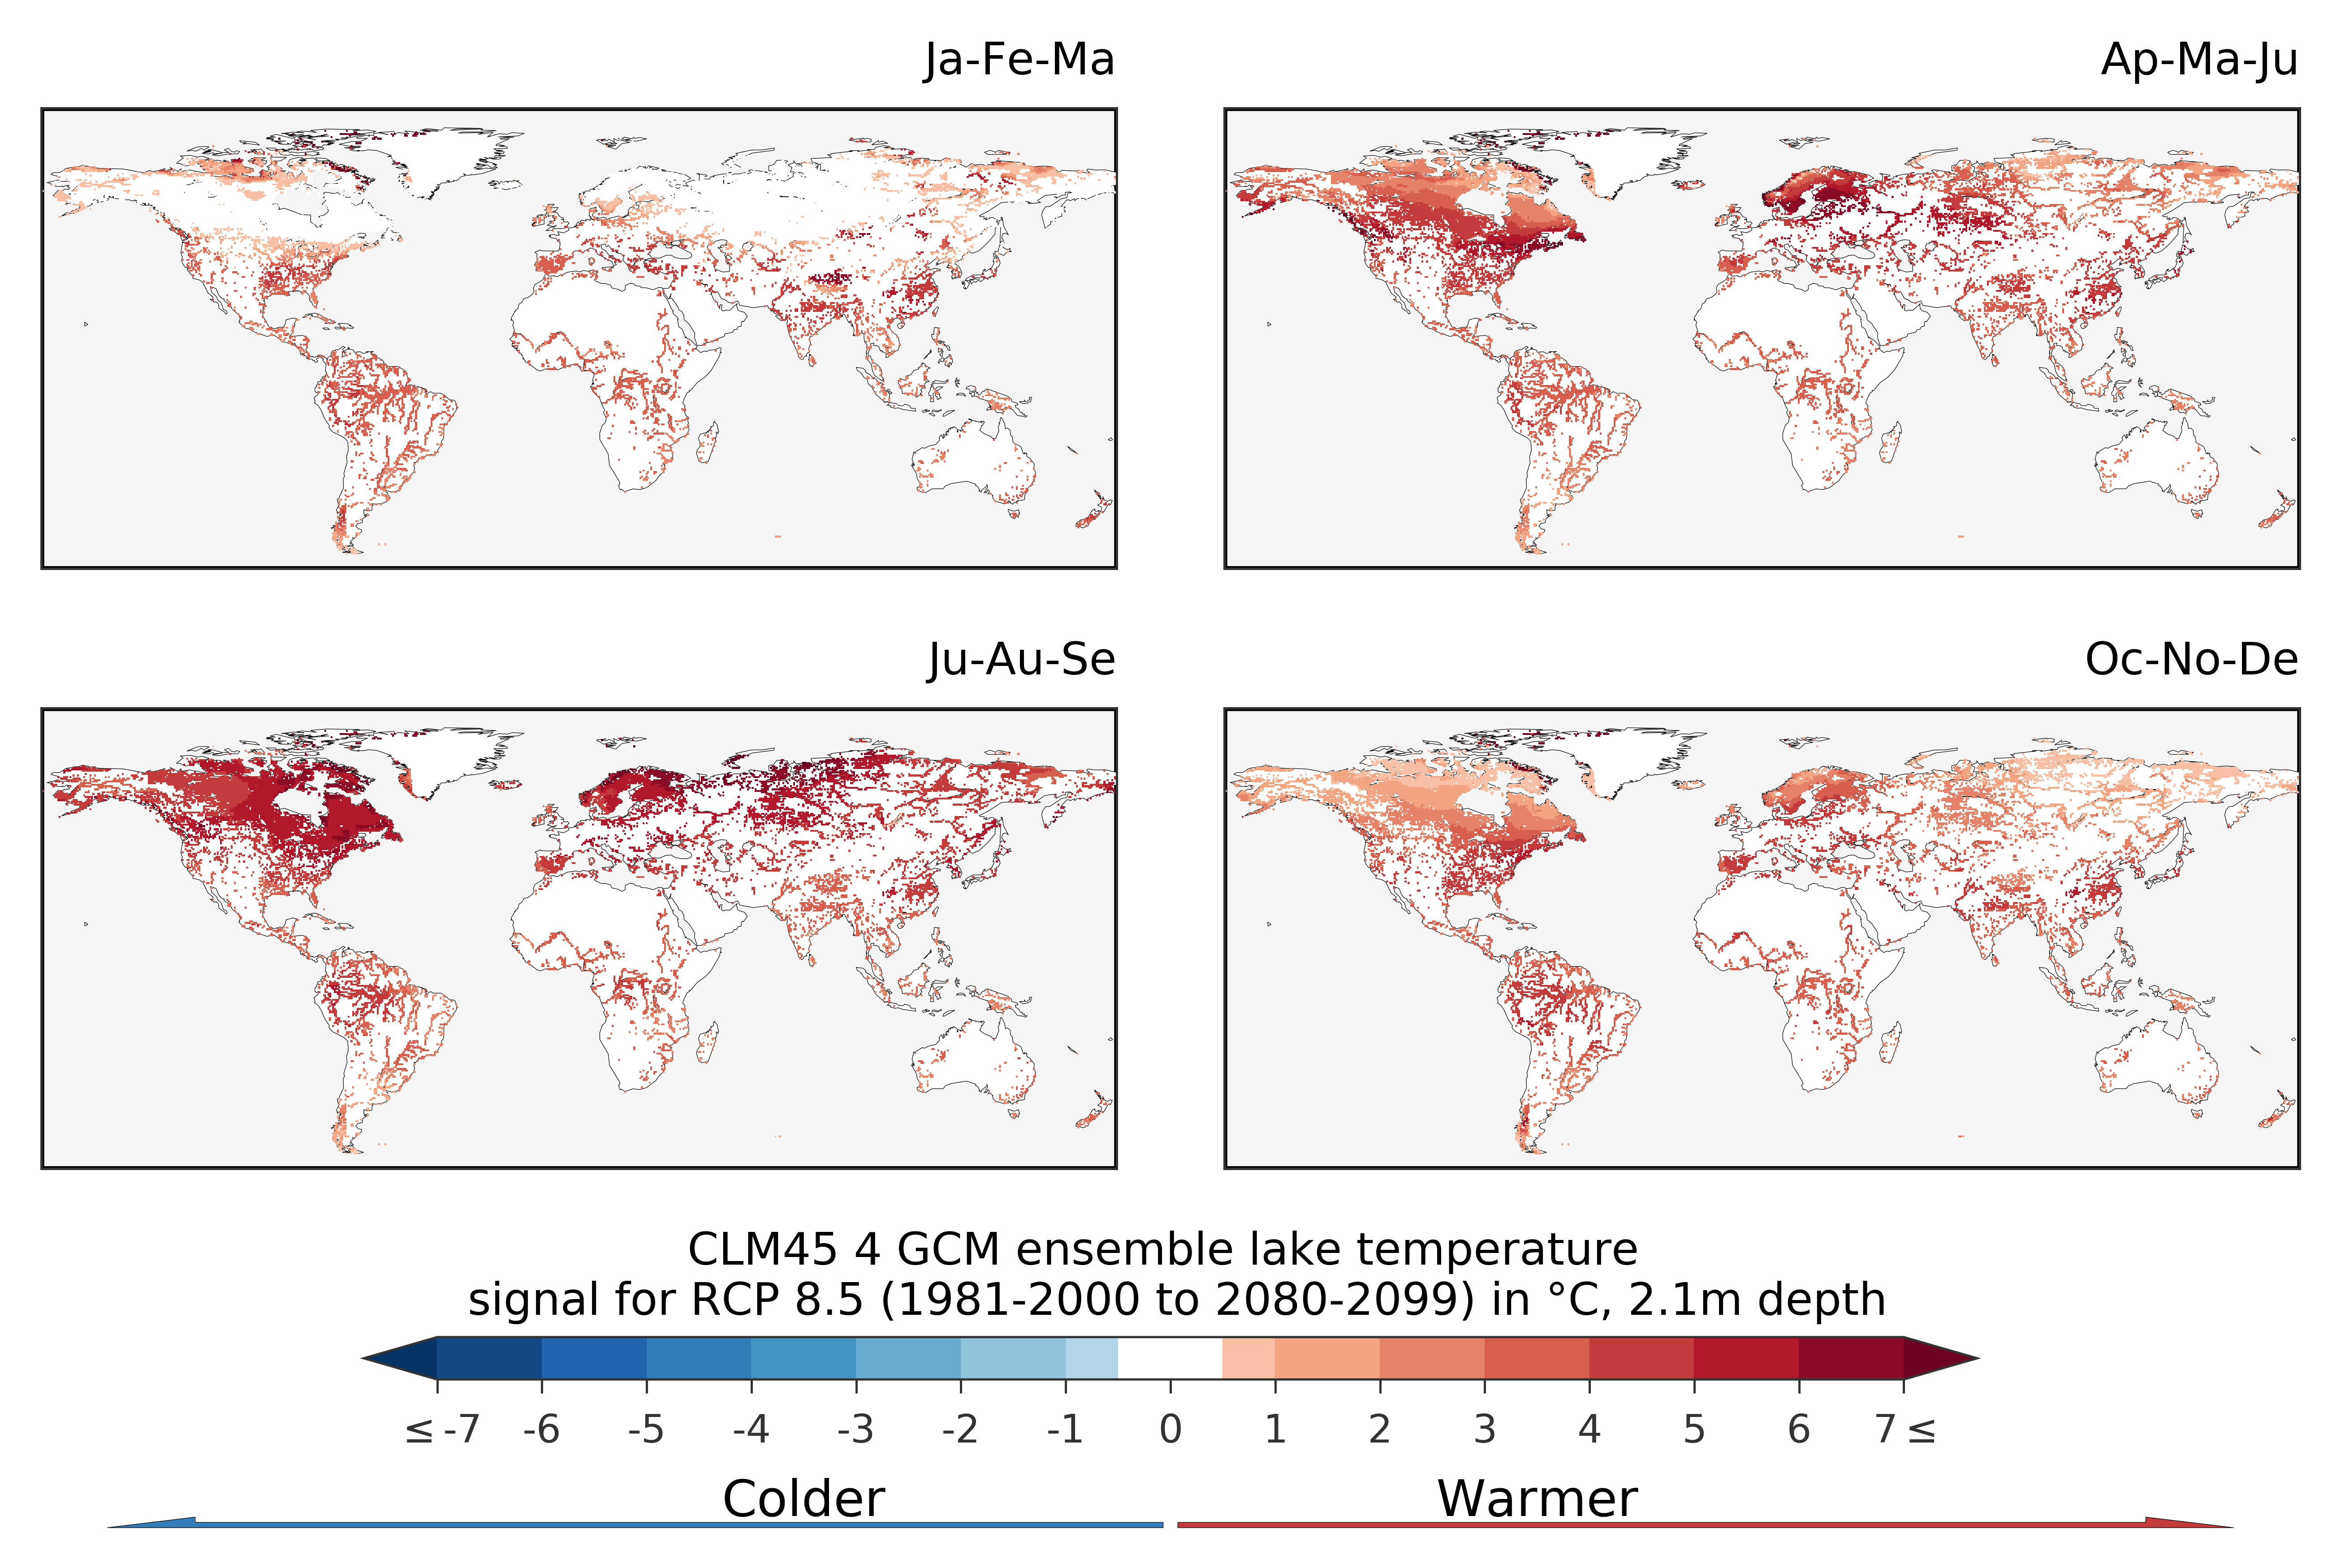 Ja-Fe-Ma
Ap-Ma-Ju
Ju-Au-Se
Oc-No-De
CLM45 4 GCM ensemble lake temperature
signal for RCP 8.5 (1981-2000 to 2080-2099) in °C, 2.1m depth
≤ -7 -6 -5 -4 -3 -2 -1 0 1 2 3 4 5 6 7 ≤
Colder Warmer